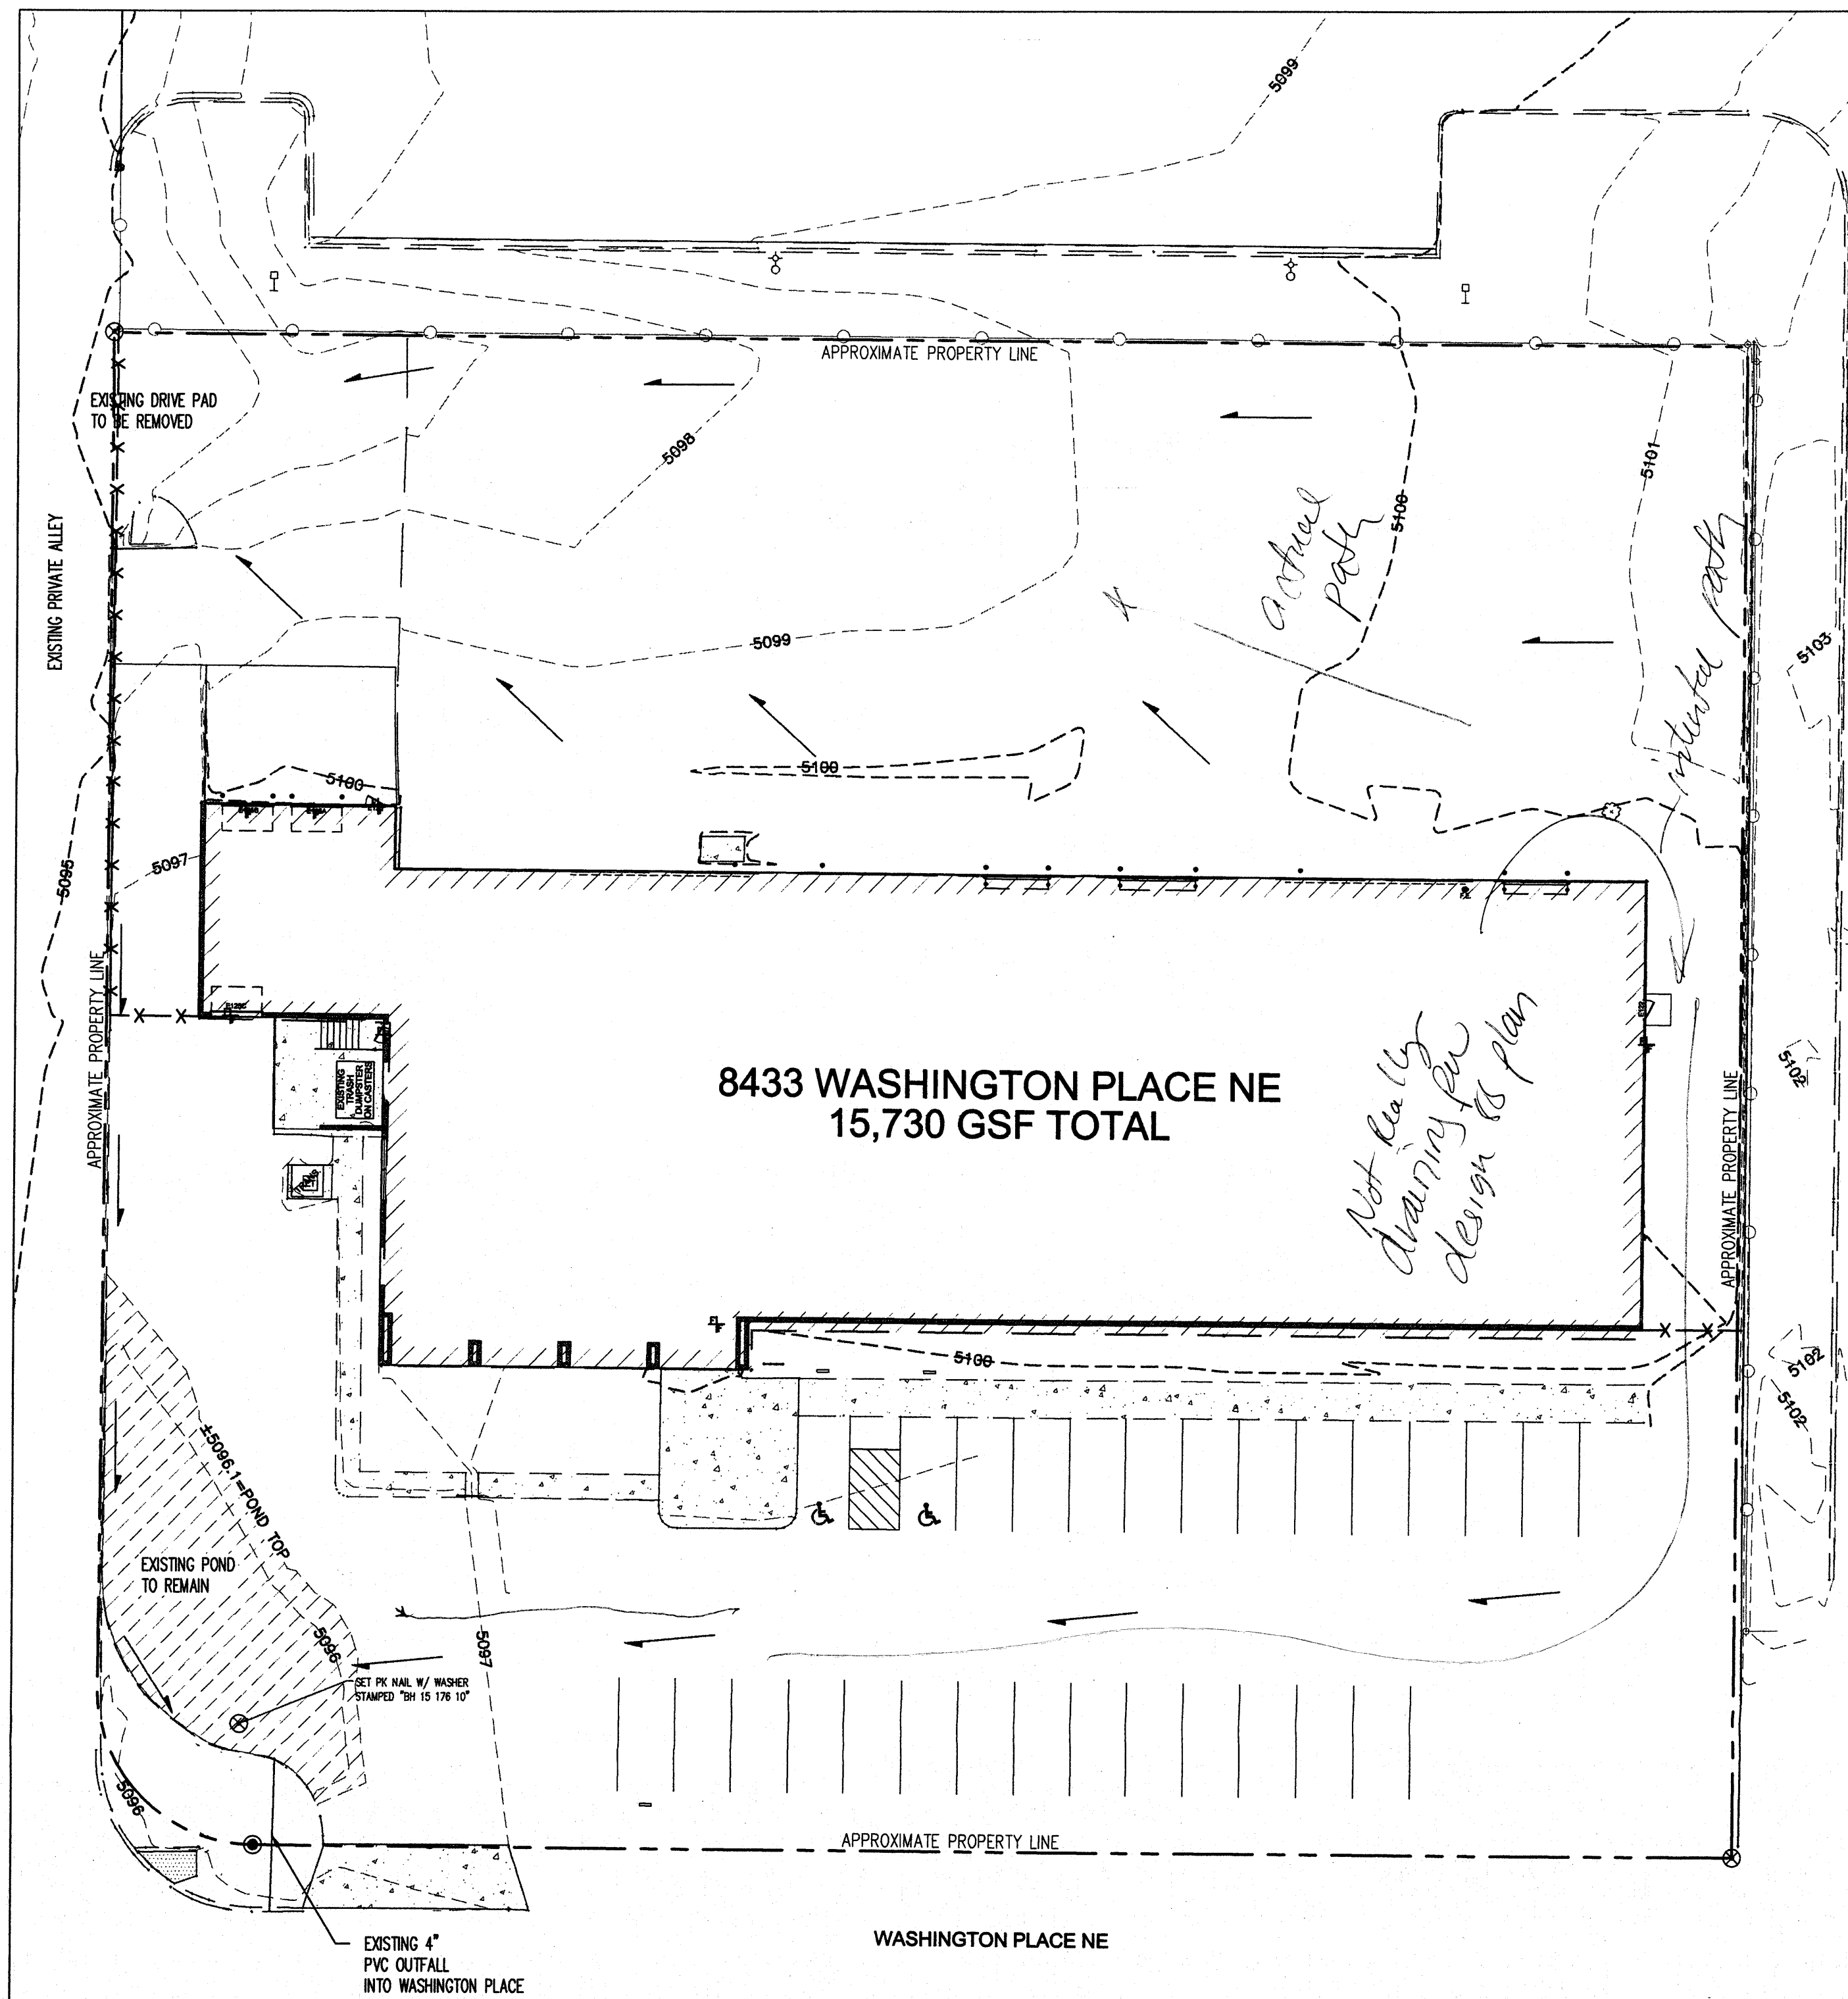 5099
APPROXIMATE PROPERTY LINE
EXISTING DRIVE PAD
TO BE REMOVED
5098
5101
5100
actual
path
EXISTING PRIVATE ALLEY
5099
5103
path
5100
5100
5097
5095
APPROXIMATE PROPERTY LINE
EXISTING
TRASH
DUMPSTER
ON CASTERS
8433 WASHINGTON PLACE NE
15,730 GSF TOTAL
Not Really
draining per
design 88 plan
5102
APPROXIMATE PROPERTY LINE
5100
5102
5102
±5096.1=POND TOP
EXISTING POND
TO REMAIN
5096
5097
SET PK NAIL W/ WASHER
STAMPED "BH 15 176 10"
5096
APPROXIMATE PROPERTY LINE
WASHINGTON PLACE NE
EXISTING 4"
PVC OUTFALL
INTO WASHINGTON PLACE